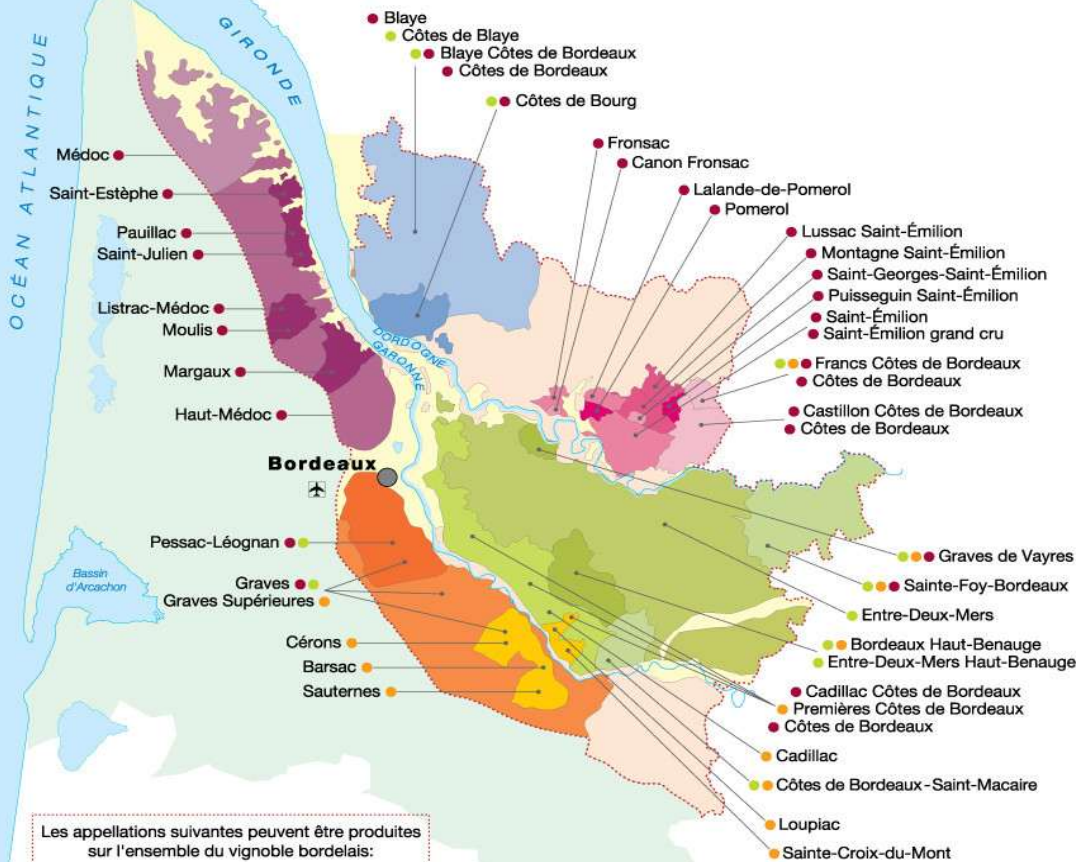 OCÉAN ATLANTIQUE
GIRONDE
Blaye
Côtes de Blaye
Blaye Côtes de Bordeaux
Côtes de Bordeaux
Côtes de Bourg
Fronsac
Canon Fronsac
Lalande-de-Pomerol
Pomerol
Lussac Saint-Émilion
Montagne Saint-Émilion
Saint-Georges-Saint-Émilion
Puisseguin Saint-Émilion
Saint-Émilion
Saint-Émilion grand cru
Francs Côtes de Bordeaux
Côtes de Bordeaux
Castillon Côtes de Bordeaux
Côtes de Bordeaux
Médoc
Saint-Estèphe
Pauillac
Saint-Julien
Listrac-Médoc
Moulis
Margaux
Haut-Médoc
DORDOGNE
GARONNE
Bordeaux
Pessac-Léognan
Graves
Graves Supérieures
Cérons
Barsac
Sauternes
Bassin
d'Arcachon
Graves de Vayres
Sainte-Foy-Bordeaux
Entre-Deux-Mers
Bordeaux Haut-Benauge
Entre-Deux-Mers Haut-Benauge
Cadillac Côtes de Bordeaux
Premières Côtes de Bordeaux
Côtes de Bordeaux
Cadillac
Côtes de Bordeaux-Saint-Macaire
Loupiac
Sainte-Croix-du-Mont
Les appellations suivantes peuvent être produites
sur l'ensemble du vignoble bordelais: